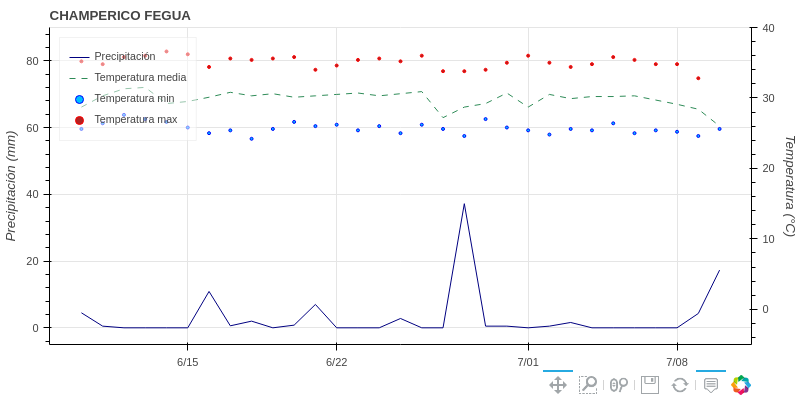 CHAMPERICO FEGUA
Precipitación
Temperatura media
Temperatura min
Temperatura max
Precipitación (mm)
80
60
40
20
0
Temperatura (°C)
40
30
20
10
0
6/15
6/22
7/01
7/08